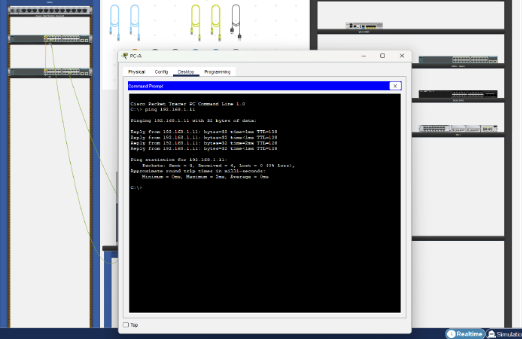 PC-A
Physical Config Desktop Programming
Command Prompt
X
Cisco Packet Tracer PC Command Line 1.0
C:\> ping 192.168.1.11
Pinging 192.168.1.11 with 32 bytes of data:
Reply from 192.168.1.11: bytes=32 time<1ms TTL=128
Reply from 192.168.1.11: bytes=32 time<1ms TTL=128
Reply from 192.168.1.11: bytes=32 time=2ms TTL=128
Reply from 192.168.1.11: bytes=32 time<1ms TTL=128
Ping statistics for 192.168.1.11:
Packets: Sent = 4, Received = 4, Lost = 0 (0% loss),
Approximate round trip times in milli-seconds:
Minimum = 0ms, Maximum = 2ms, Average = 0ms
C:\>
Top
Realtime Simulation